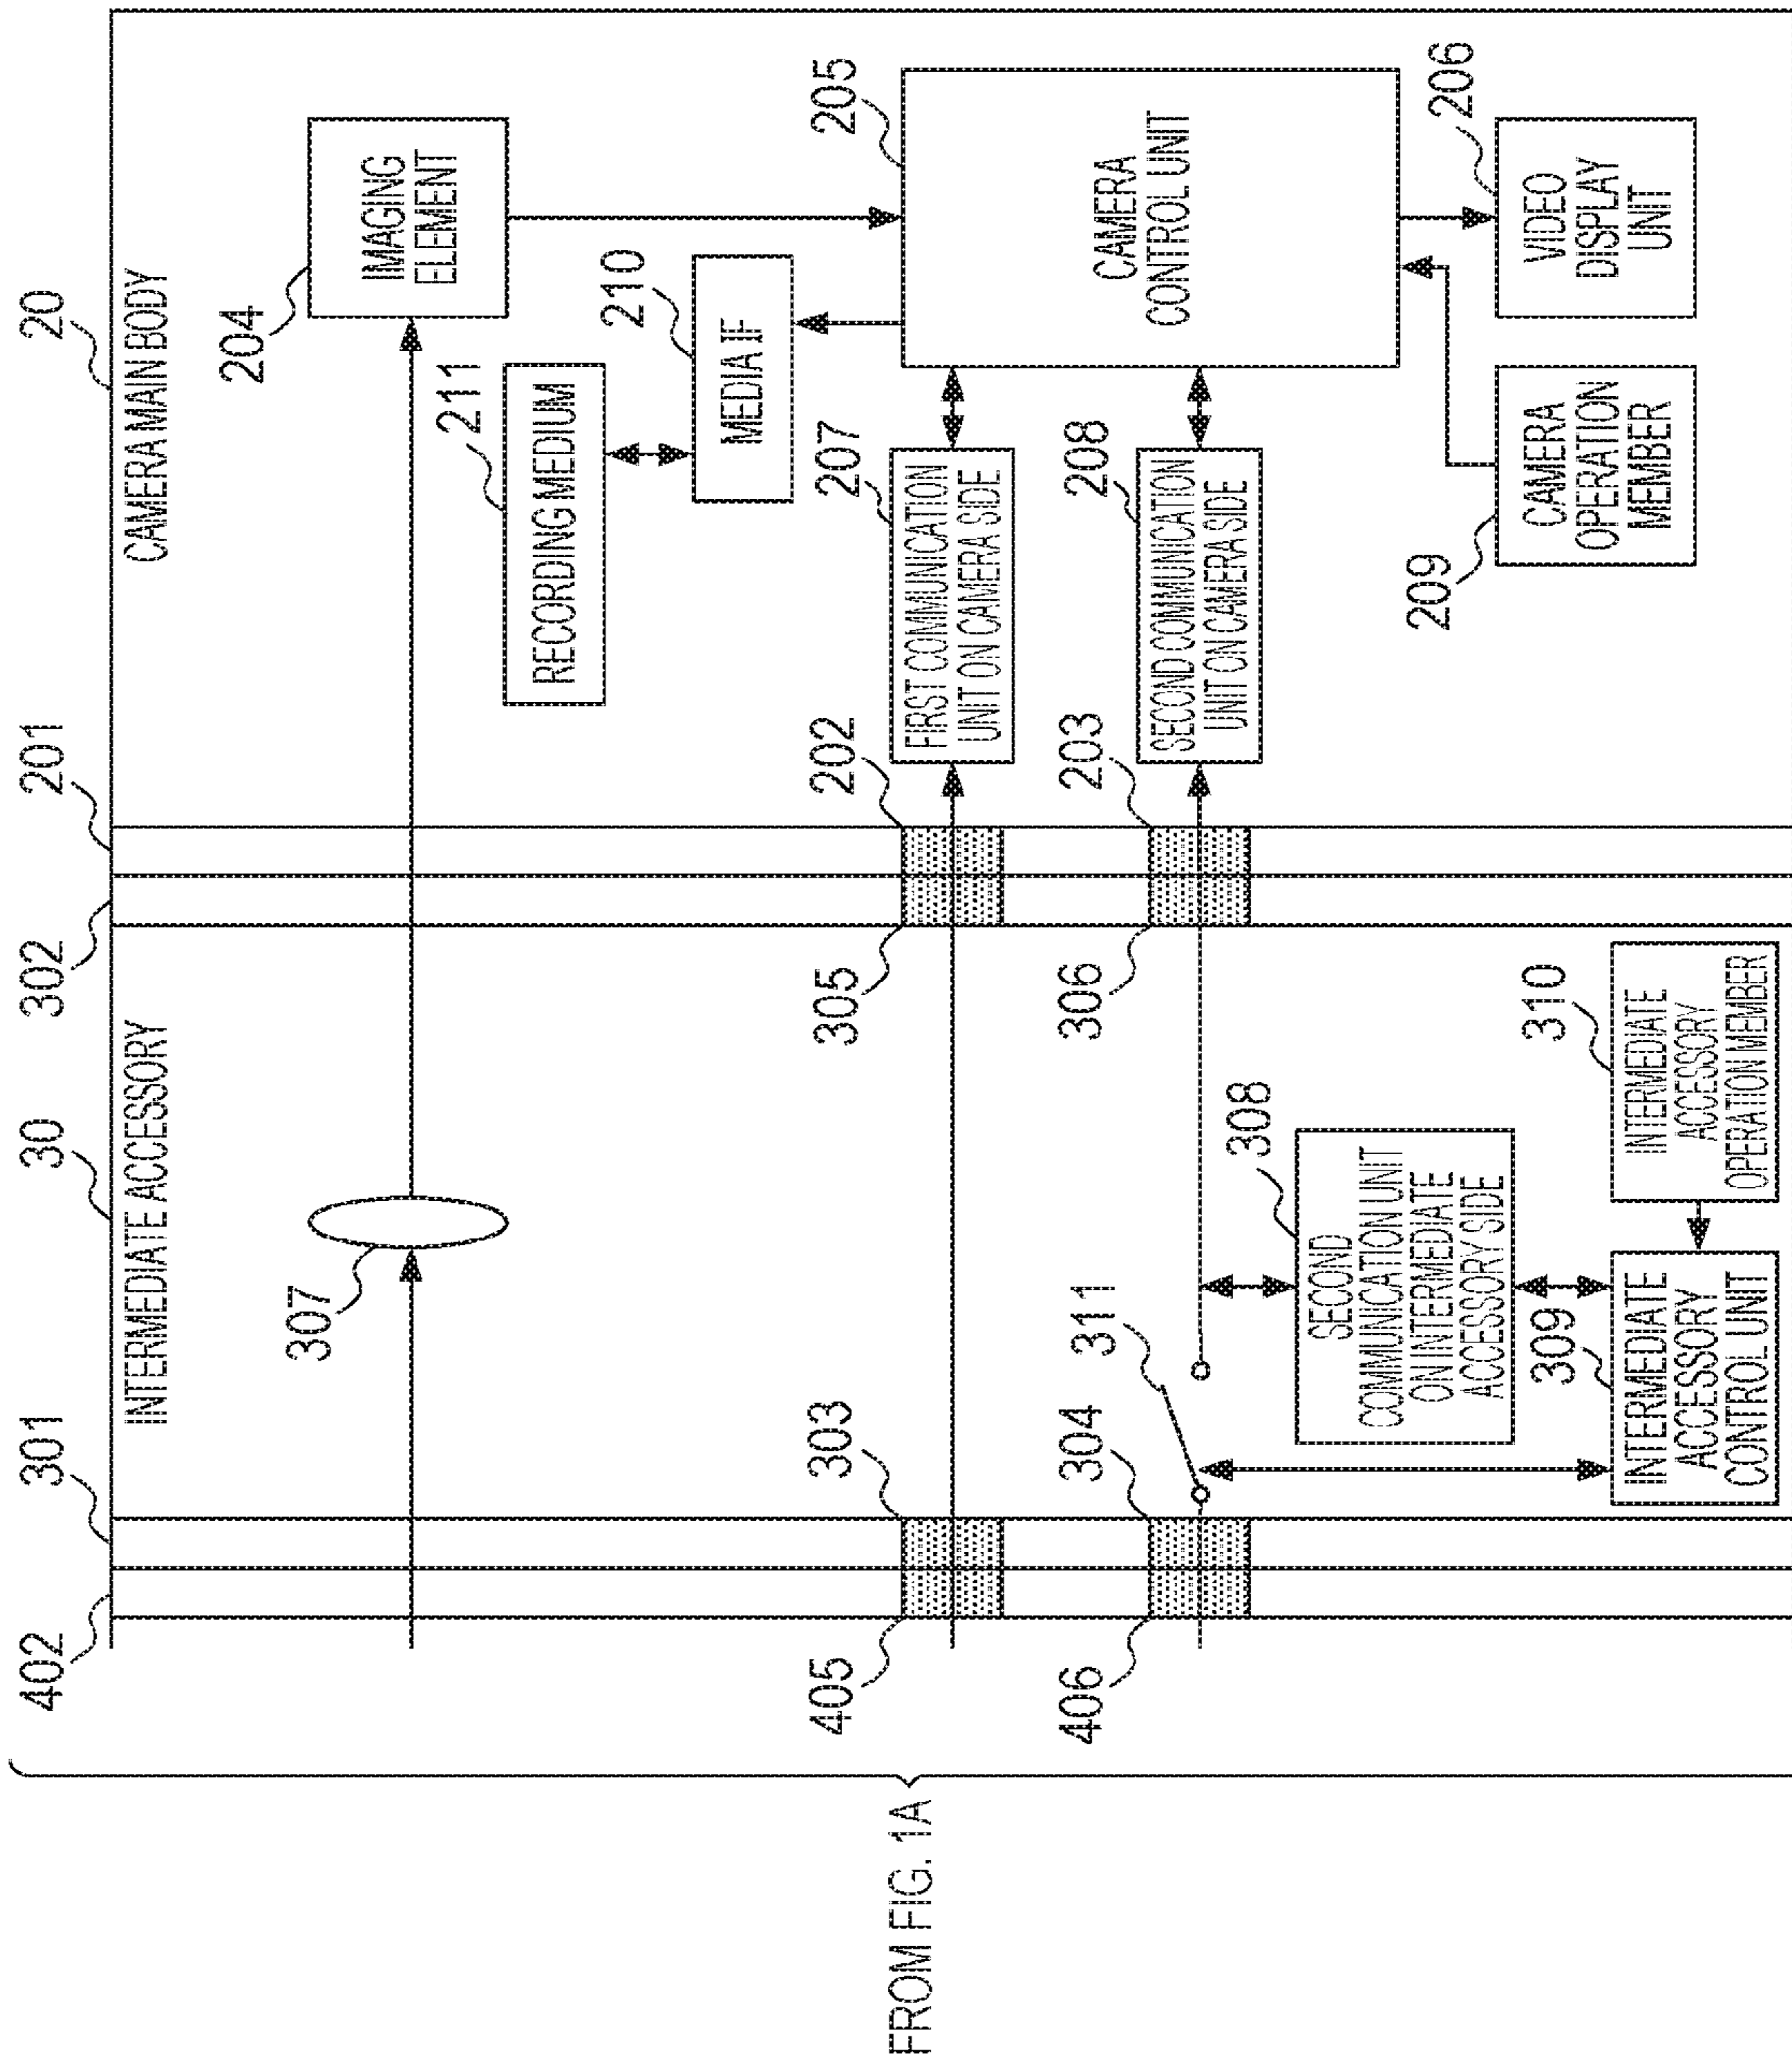 FROM FIG. 1A
402
301
30
302
201
20
INTERMEDIATE ACCESSORY
CAMERA MAIN BODY
307
204
IMAGING
ELEMENT
211
RECORDING MEDIUM
210
MEDIA IF
405
303
305
202
207
FIRST COMMUNICATION
UNIT ON CAMERA SIDE
205
CAMERA
CONTROL UNIT
406
304
311
306
203
208
SECOND COMMUNICATION
UNIT ON CAMERA SIDE
308
SECOND
COMMUNICATION UNIT
ON INTERMEDIATE
ACCESSORY SIDE
309
INTERMEDIATE
ACCESSORY
CONTROL UNIT
310
INTERMEDIATE
ACCESSORY
OPERATION MEMBER
209
CAMERA
OPERATION
MEMBER
206
VIDEO
DISPLAY
UNIT